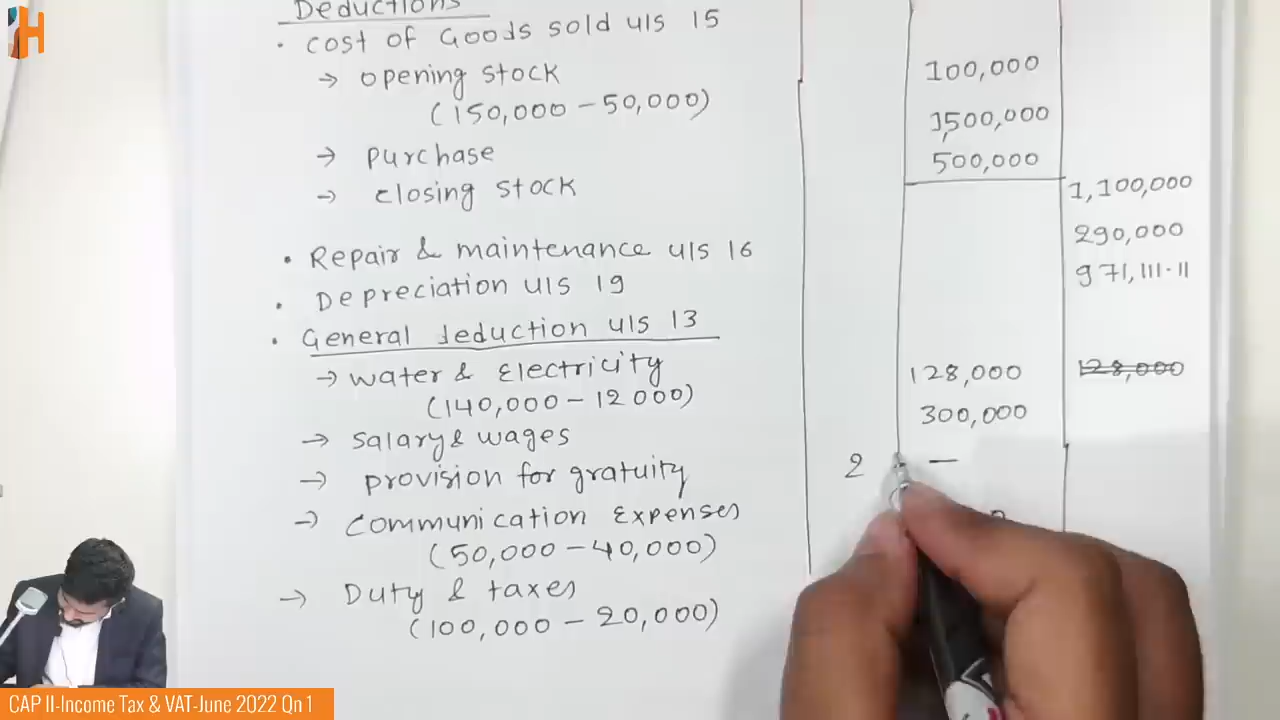 H
Deductions
• Cost of Goods sold u/s 15
→ opening stock 100,000
(150,000 – 50,000)
→ purchase 1,500,000
→ closing stock 500,000
1,100,000
• Repair & maintenance u/s 16 290,000
• Depreciation u/s 19 971,111.11
• General deduction u/s 13
→ water & Electricity 128,000 128,000
(140,000 – 12000)
→ salary & wages 300,000
→ provision for gratuity 2 —
→ Communication Expenses
(50,000 – 40,000)
→ Duty & taxes
(100,000 – 20,000)
CAP II-Income Tax & VAT-June 2022 Qn 1